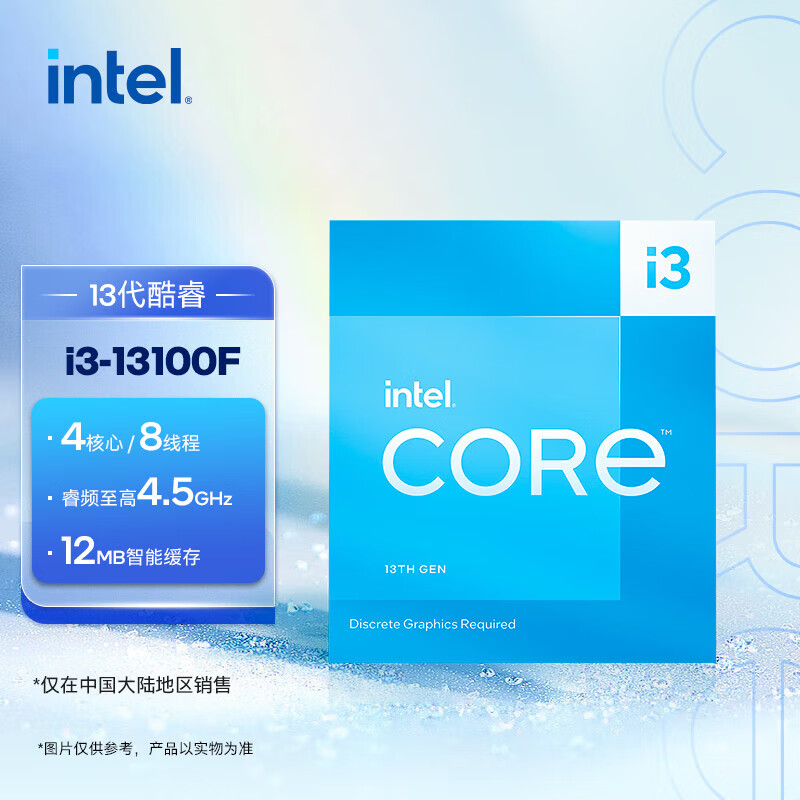 intel®
13代酷睿
i3-13100F
· 4核心 / 8线程
· 睿频至高4.5GHz
· 12MB智能缓存
*仅在中国大陆地区销售
*图片仅供参考，产品以实物为准
i3
intel.
CORE™
13TH GEN
Discrete Graphics Required
CORE